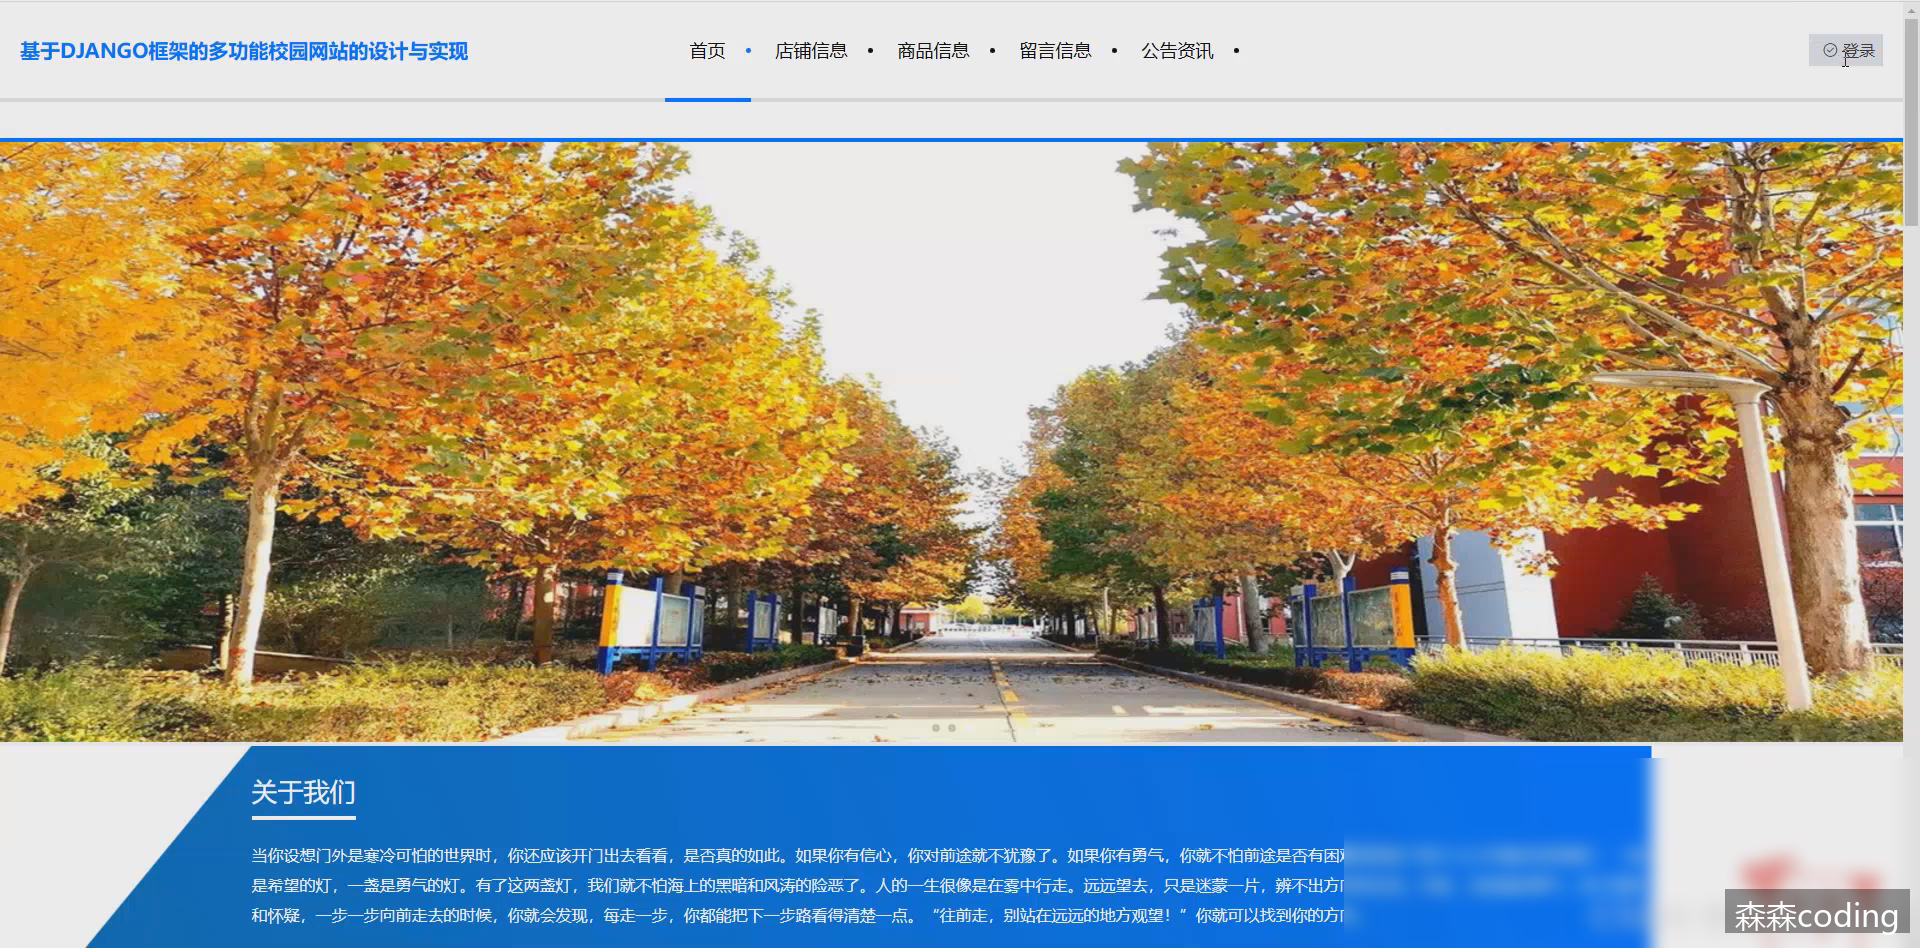 基于DJANGO框架的多功能校园网站的设计与实现
首页 • 店铺信息 • 商品信息 • 留言信息 • 公告资讯 •
登录
关于我们
当你设想门外是寒冷可怕的世界时，你还应该开门出去看看，是否真的如此。如果你有信心，你对前途就不犹豫了。如果你有勇气，你就不怕前途是否有困
是希望的灯，一盏是勇气的灯。有了这两盏灯，我们就不怕海上的黑暗和风涛的险恶了。人的一生很像是在雾中行走。远远望去，只是迷蒙一片，辨不出方
和怀疑，一步一步向前走去的时候，你就会发现，每走一步，你都能把下一步路看得清楚一点。“往前走，别站在远远的地方观望！“你就可以找到你的方
森森coding